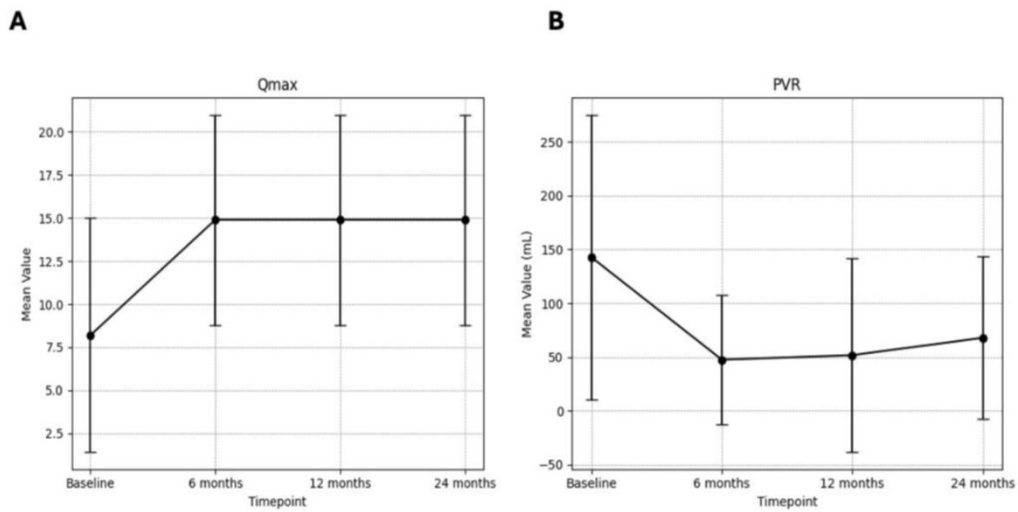 A
B
Qmax
20.0
17.5
15.0
12.5
10.0
7.5
5.0
2.5
Mean Value
Baseline
6 months
12 months
24 months
Timepoint
PVR
250
200
150
100
50
0
−50
Mean Value (mL)
Baseline
6 months
12 months
24 months
Timepoint